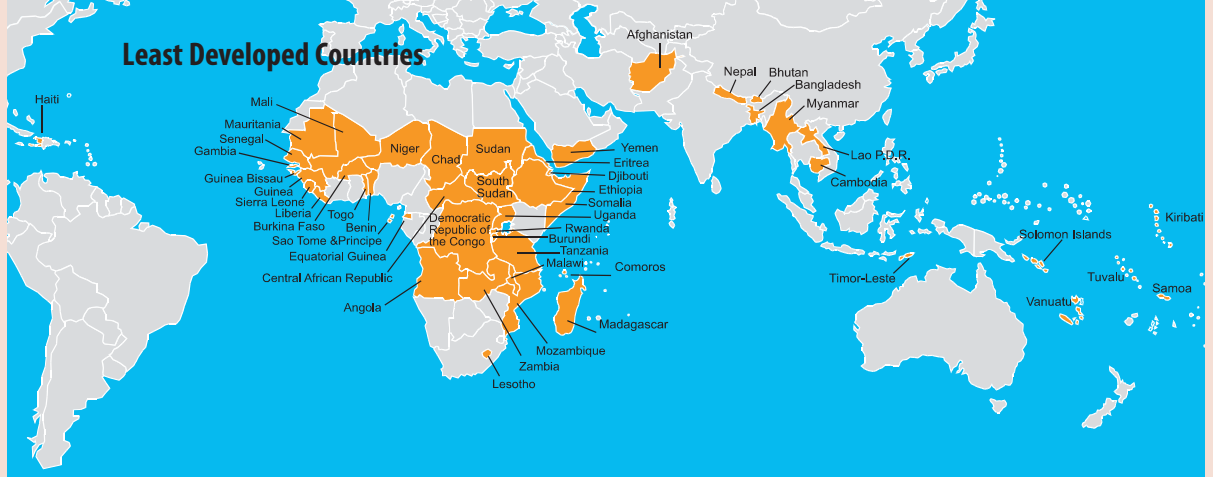 Least Developed Countries
Haiti
Mali
Mauritania
Senegal
Gambia
Guinea Bissau
Guinea
Sierra Leone
Liberia
Burkina Faso
Togo
Benin
Sao Tome &Principe
Equatorial Guinea
Central African Republic
Angola
Niger
Chad
Sudan
South
Sudan
Democratic
Republic of
the Congo
Yemen
Eritrea
Djibouti
Ethiopia
Somalia
Uganda
Rwanda
Burundi
Tanzania
Malawi
Comoros
Madagascar
Mozambique
Zambia
Lesotho
Afghanistan
Nepal
Bhutan
Bangladesh
Myanmar
Lao P.D.R.
Cambodia
Timor-Leste
Solomon Islands
Kiribati
Tuvalu
Samoa
Vanuatu